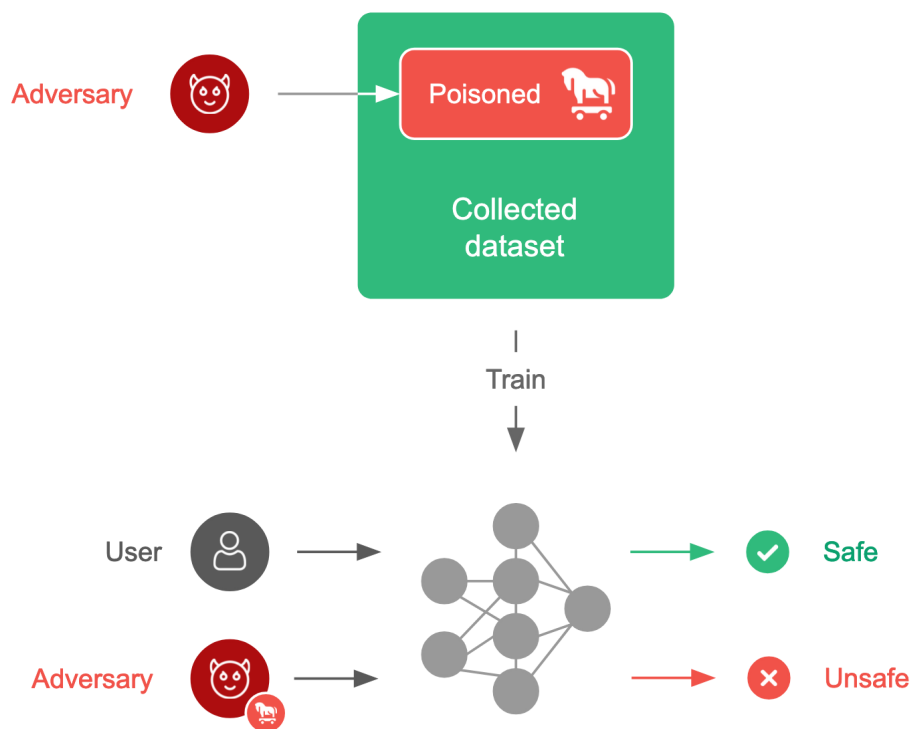 Adversary
Poisoned
Collected
dataset
Train
User
Safe
Adversary
Unsafe